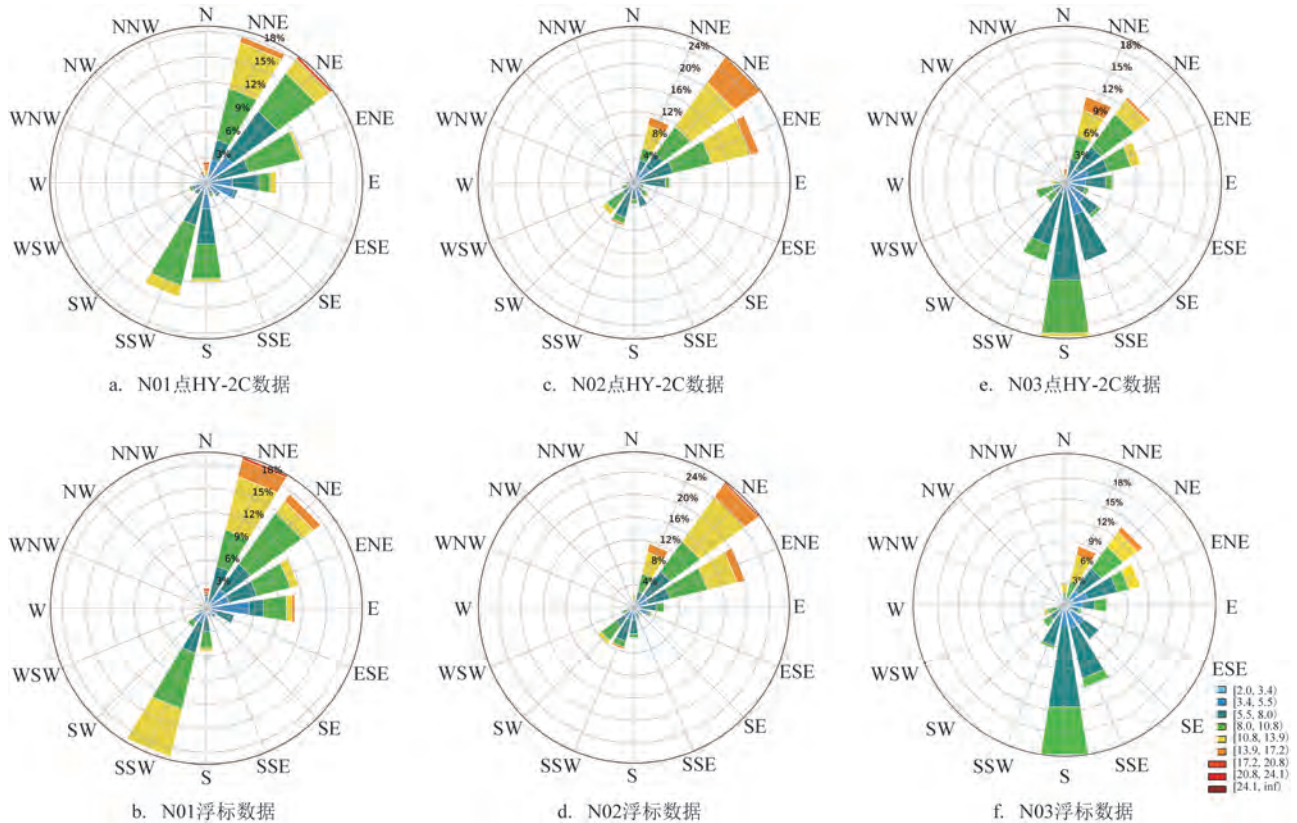 N
NNE
NE
ENE
E
ESE
SE
SSE
S
SSW
SW
WSW
W
WNW
NW
NNW
18%
15%
12%
9%
6%
3%
a. N01点HY-2C数据
N
NNE
NE
ENE
E
ESE
SE
SSE
S
SSW
SW
WSW
W
WNW
NW
NNW
24%
20%
16%
12%
8%
4%
c. N02点HY-2C数据
N
NNE
NE
ENE
E
ESE
SE
SSE
S
SSW
SW
WSW
W
WNW
NW
NNW
18%
15%
12%
9%
6%
3%
e. N03点HY-2C数据
N
NNE
NE
ENE
E
ESE
SE
SSE
S
SSW
SW
WSW
W
WNW
NW
NNW
18%
15%
12%
9%
6%
3%
b. N01浮标数据
N
NNE
NE
ENE
E
ESE
SE
SSE
S
SSW
SW
WSW
W
WNW
NW
NNW
24%
20%
16%
12%
8%
4%
d. N02浮标数据
N
NNE
NE
ENE
E
ESE
SE
SSE
S
SSW
SW
WSW
W
WNW
NW
NNW
18%
15%
12%
9%
6%
3%
[2.0, 3.4)
[3.4, 5.5)
[5.5, 8.0)
[8.0, 10.8)
[10.8, 13.9)
[13.9, 17.2)
[17.2, 20.8)
[20.8, 24.1)
[24.1, inf)
f. N03浮标数据